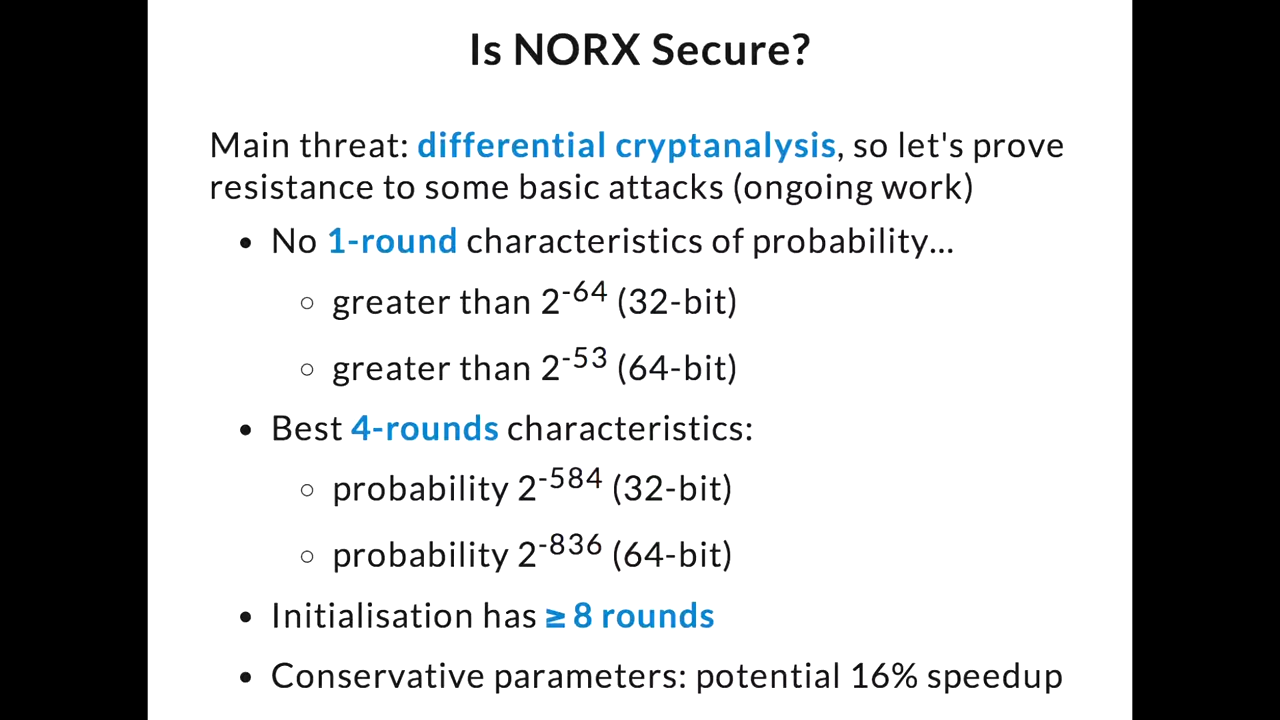 Is NORX Secure?
Main threat: differential cryptanalysis, so let's prove
resistance to some basic attacks (ongoing work)
• No 1-round characteristics of probability...
○ greater than 2^-64 (32-bit)
○ greater than 2^-53 (64-bit)
• Best 4-rounds characteristics:
○ probability 2^-584 (32-bit)
○ probability 2^-836 (64-bit)
• Initialisation has ≥ 8 rounds
• Conservative parameters: potential 16% speedup